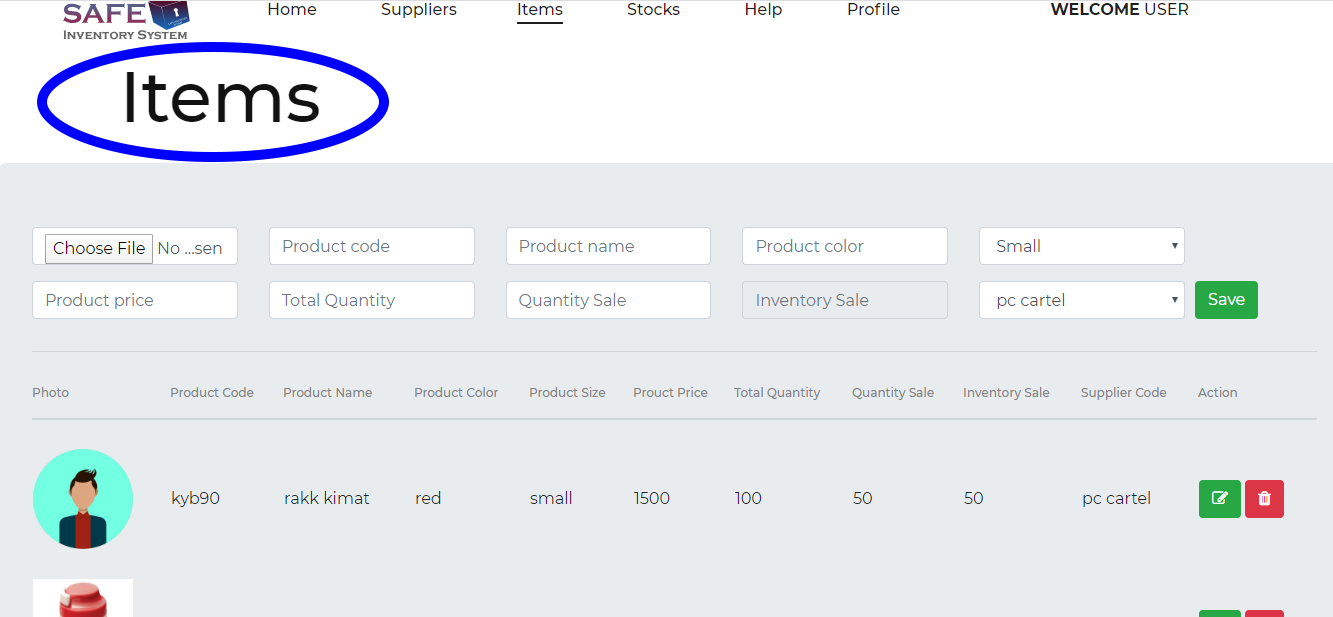 SAFE
INVENTORY SYSTEM
Home Suppliers Items Stocks Help Profile WELCOME USER
Items
Choose File No ...sen Product code Product name Product color Small
Product price Total Quantity Quantity Sale Inventory Sale pc cartel Save
Photo Product Code Product Name Product Color Product Size Prouct Price Total Quantity Quantity Sale Inventory Sale Supplier Code Action
kyb90 rakk kimat red small 1500 100 50 50 pc cartel